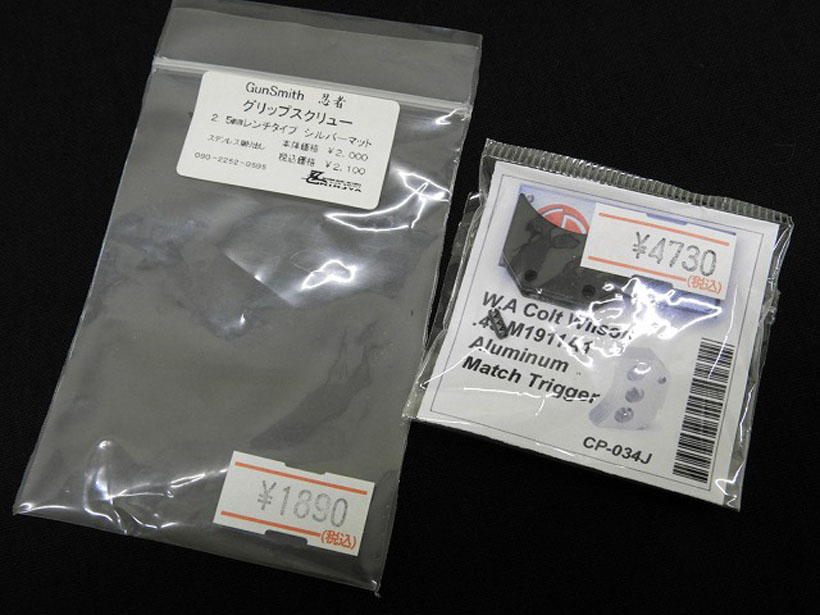 GunSmith 忍者
グリップスクリュー
2.5mmレンチタイプ シルバーマット
ステンレス削り出し 本体価格 ¥2,000
税込価格 ¥2,100
090-2252-0595
¥1890
(税込)
¥4730
(税込)
W.A Colt Wilson
.45 M1911A1
Aluminum
Match Trigger
CP-034J